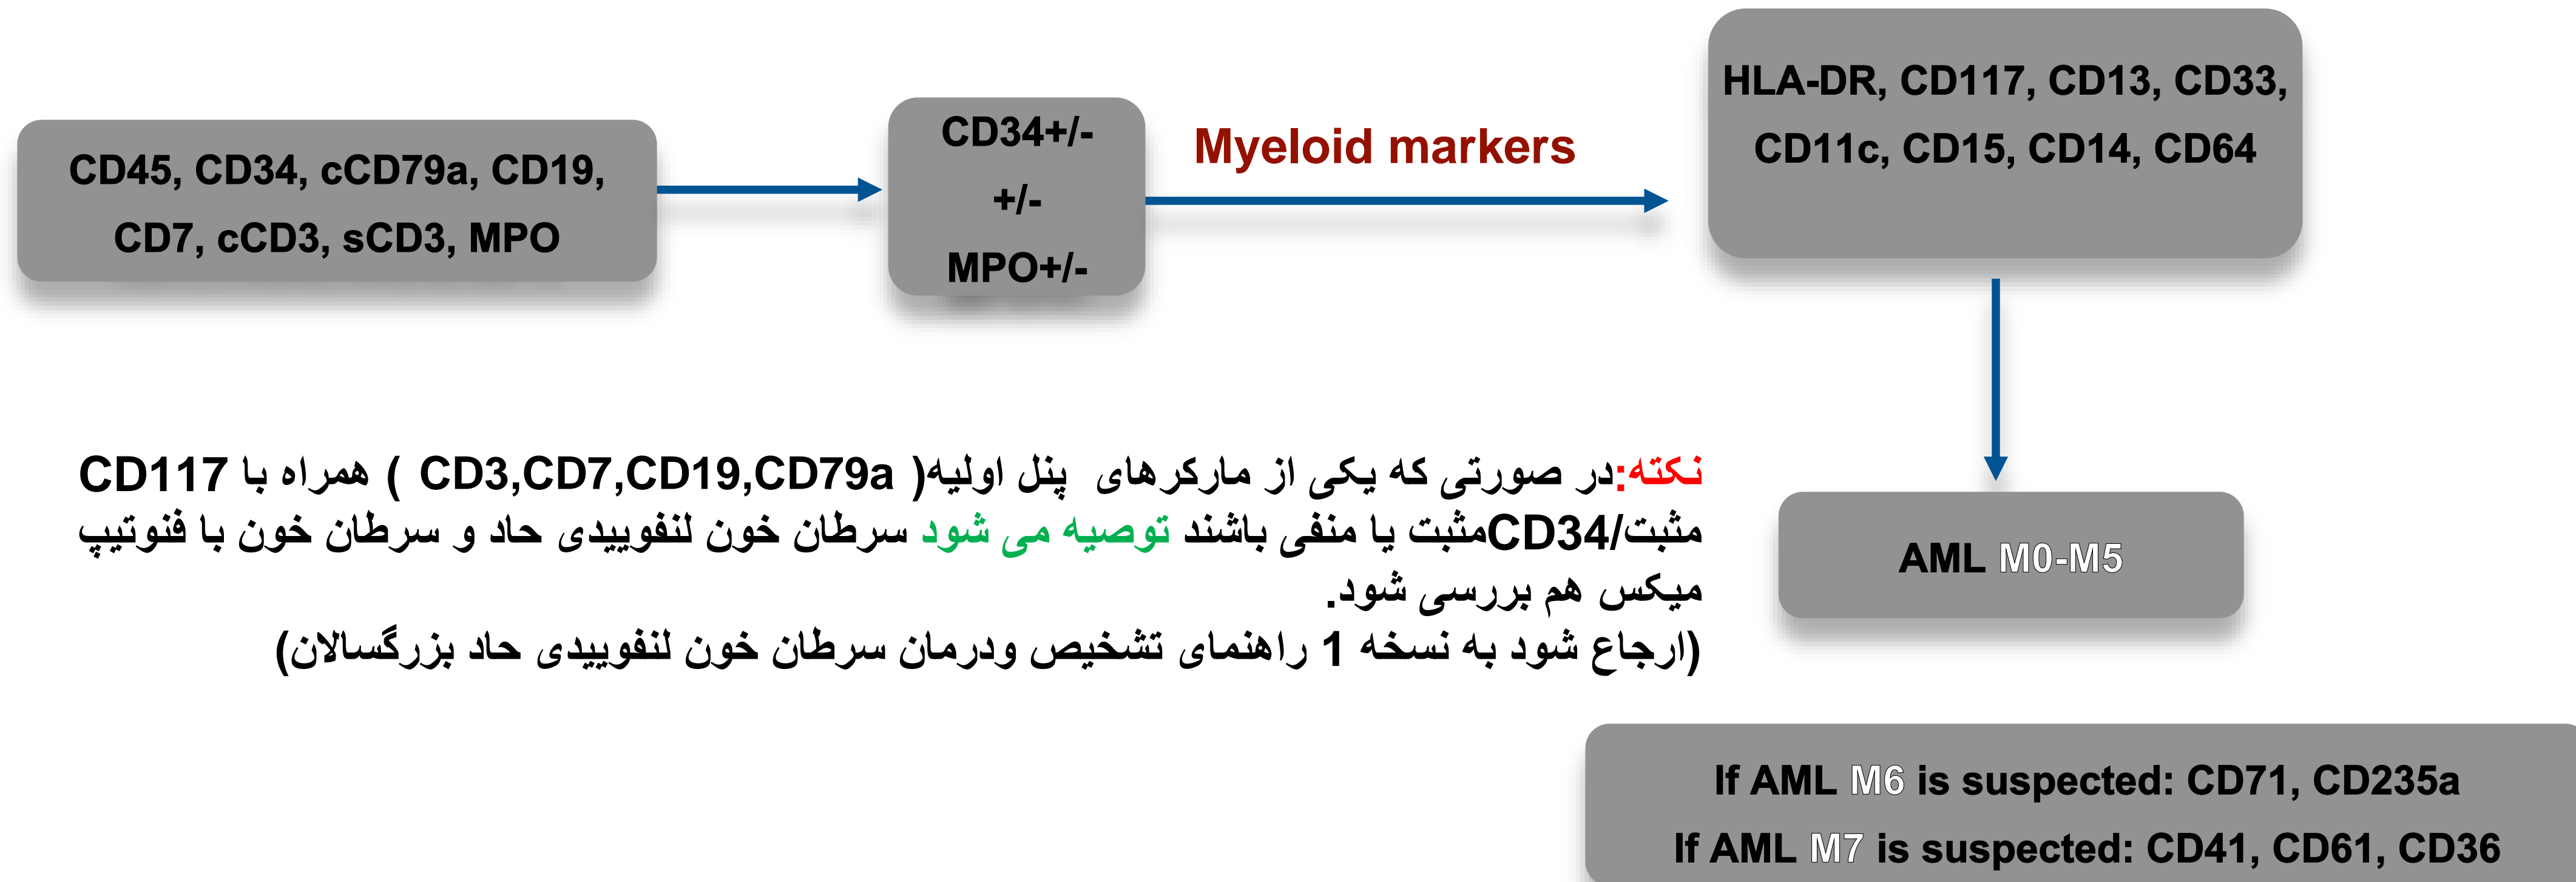 CD45, CD34, cCD79a, CD19,
CD7, cCD3, sCD3, MPO
CD34+/-
+/-
MPO+/-
Myeloid markers
HLA-DR, CD117, CD13, CD33,
CD11c, CD15, CD14, CD64
نکته:در صورتی که یکی از مارکرهای پنل اولیه( CD3,CD7,CD19,CD79a ) همراه با CD117
مثبت/CD34مثبت یا منفی باشند توصیه می شود سرطان خون لنفوییدی حاد و سرطان خون با فنوتیپ
میکس هم بررسی شود.
(ارجاع شود به نسخه 1 راهنمای تشخیص ودرمان سرطان خون لنفوییدی حاد بزرگسالان)
AML M0-M5
If AML M6 is suspected: CD71, CD235a
If AML M7 is suspected: CD41, CD61, CD36